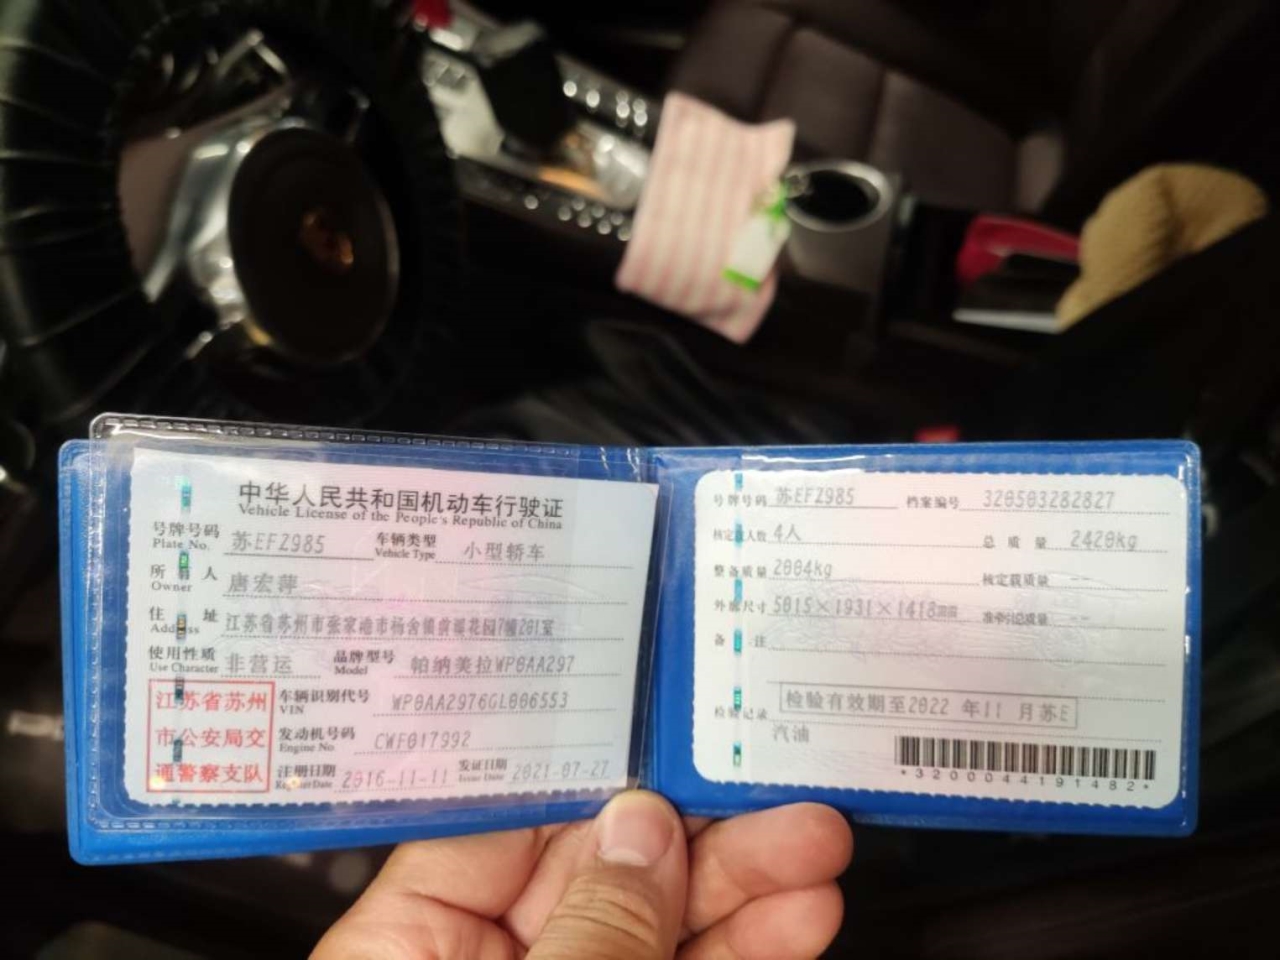 中华人民共和国机动车行驶证
Vehicle License of the People's Republic of China
号牌号码 苏EFZ985 车辆类型 小型轿车
Plate No. Vehicle Type
所有人 唐宏萍
Owner
住址 江苏省苏州市张家港市杨舍镇 花园7幢201室
Address
使用性质 非营运 品牌型号 帕纳美拉WP0AA297
Use Character Model
江苏省苏州
市公安局交
通警察支队
车辆识别代号 WP0AA2976GL006553
VIN
发动机号码 CWF017992
Engine No.
注册日期 2016-11-11 发证日期 2021-07-27
Register Date Issue Date
号牌号码 苏EFZ985 档案编号 320503282827
核定载人数 4人 总质量 2420kg
整备质量 2004kg 核定载质量 --
外廓尺寸 5015×1931×1418mm 准牵引总质量 --
备注
检验记录 检验有效期至2022年11月苏E
汽油
*3200044191482*